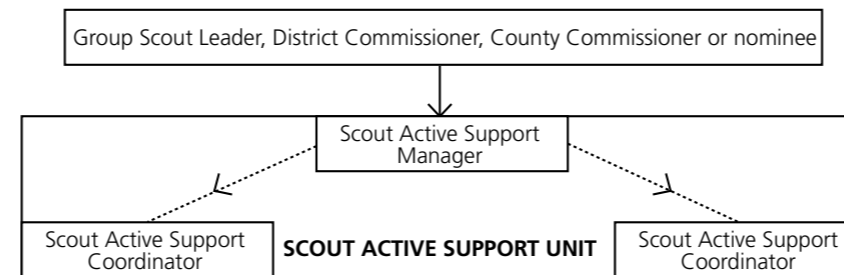 Group Scout Leader, District Commissioner, County Commissioner or nominee
Scout Active Support
Manager
Scout Active Support
Coordinator
SCOUT ACTIVE SUPPORT UNIT
Scout Active Support
Coordinator